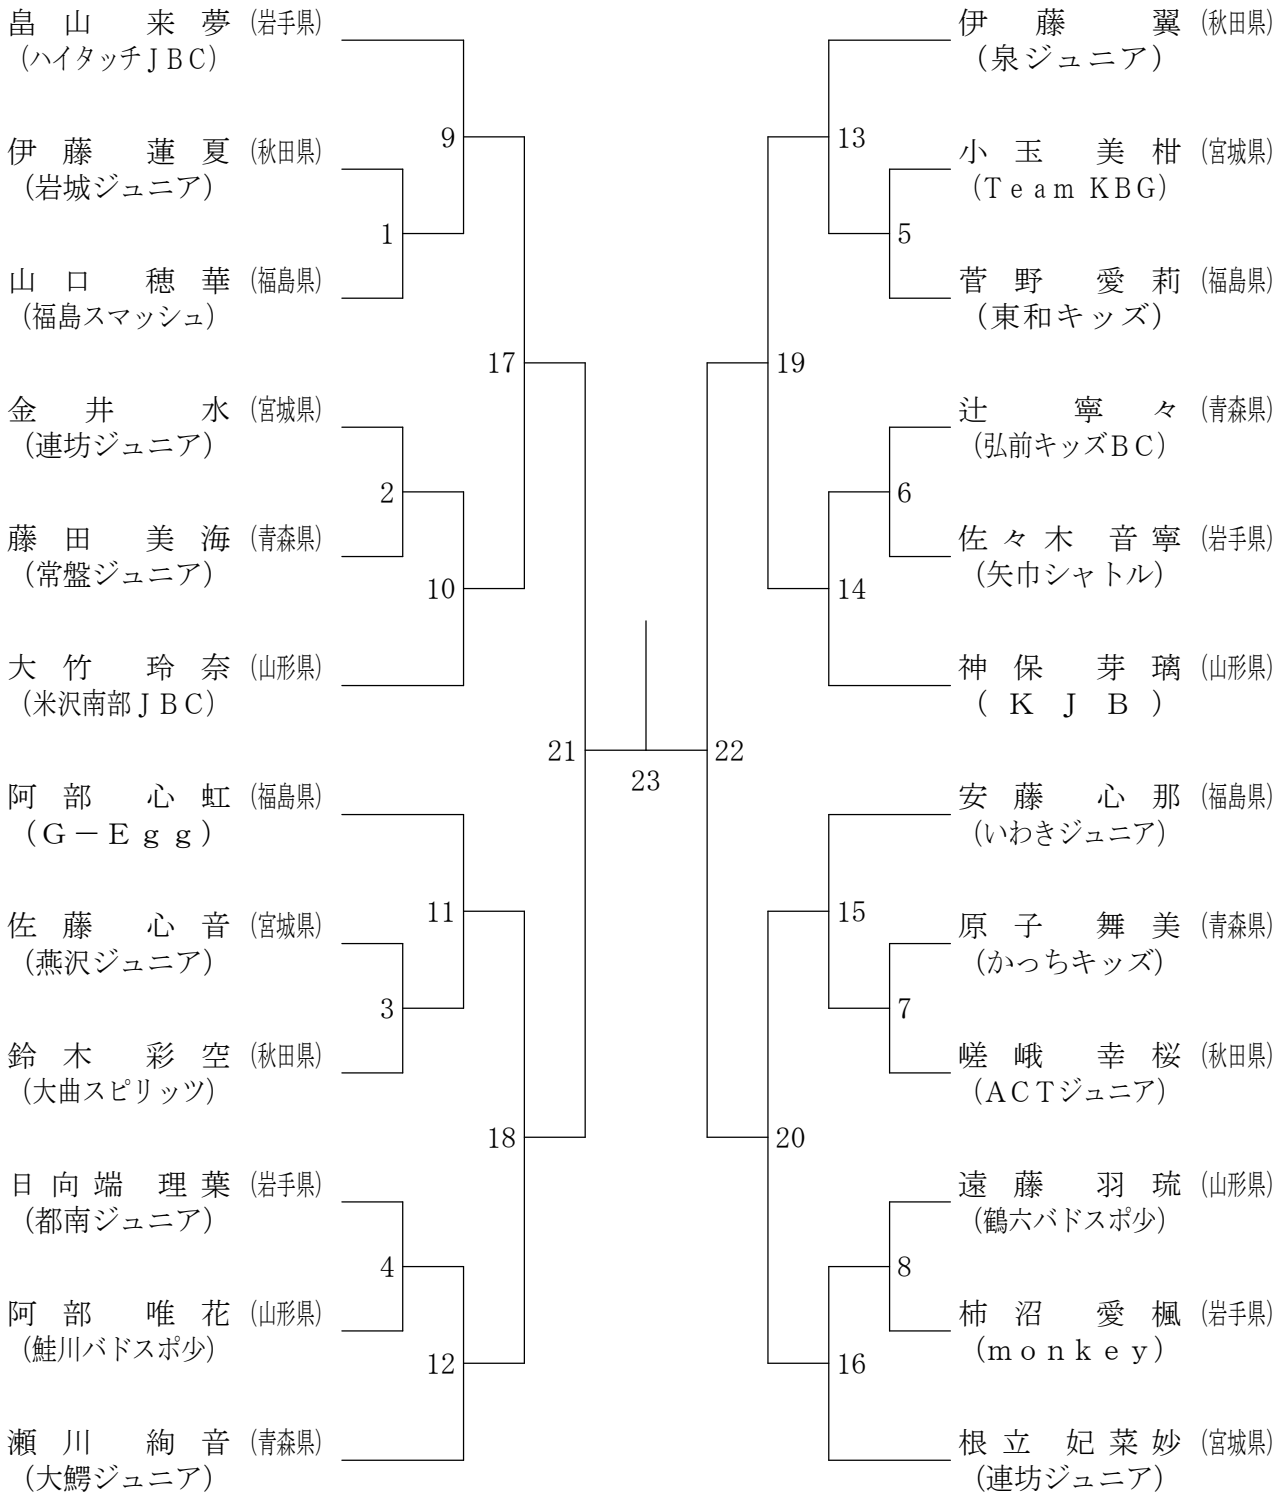 畠山 来夢 (岩手県)
(ハイタッチＪＢＣ)
伊藤 蓮夏 (秋田県)
(岩城ジュニア)
山口 穂華 (福島県)
(福島スマッシュ)
金井 水 (宮城県)
(連坊ジュニア)
藤田 美海 (青森県)
(常盤ジュニア)
大竹 玲奈 (山形県)
(米沢南部ＪＢＣ)
阿部 心虹 (福島県)
(Ｇ－Ｅｇｇ)
佐藤 心音 (宮城県)
(燕沢ジュニア)
鈴木 彩空 (秋田県)
(大曲スピリッツ)
日向端 理葉 (岩手県)
(都南ジュニア)
阿部 唯花 (山形県)
(鮭川バドスポ少)
瀬川 絢音 (青森県)
(大鰐ジュニア)
9
1
17
2
10
21
11
3
18
4
12
23
13
5
19
6
14
22
15
7
20
8
16
伊藤 翼 (秋田県)
(泉ジュニア)
小玉 美柑 (宮城県)
(Ｔｅａｍ ＫＢＧ)
菅野 愛莉 (福島県)
(東和キッズ)
辻 寧々 (青森県)
(弘前キッズＢＣ)
佐々木 音寧 (岩手県)
(矢巾シャトル)
神保 芽璃 (山形県)
(ＫＪＢ)
安藤 心那 (福島県)
(いわきジュニア)
原子 舞美 (青森県)
(かっちキッズ)
嵯峨 幸桜 (秋田県)
(ＡＣＴジュニア)
遠藤 羽琉 (山形県)
(鶴六バドスポ少)
柿沼 愛楓 (岩手県)
(ｍｏｎｋｅｙ)
根立 妃菜妙 (宮城県)
(連坊ジュニア)